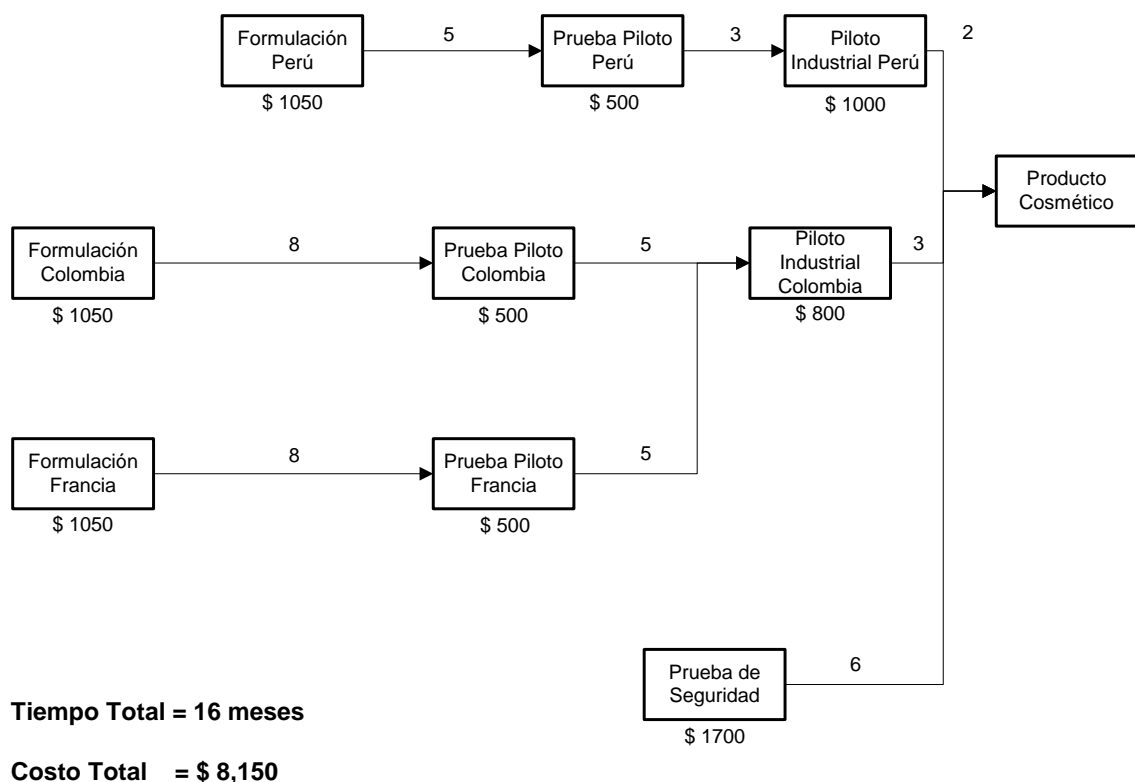 Formulación
Perú
$ 1050
5
Prueba Piloto
Perú
$ 500
3
Piloto
Industrial Perú
$ 1000
2
Producto
Cosmético
Formulación
Colombia
$ 1050
8
Prueba Piloto
Colombia
$ 500
5
Piloto
Industrial
Colombia
$ 800
3
Formulación
Francia
$ 1050
8
Prueba Piloto
Francia
$ 500
5
Prueba de
Seguridad
$ 1700
6
Tiempo Total = 16 meses
Costo Total = $ 8,150